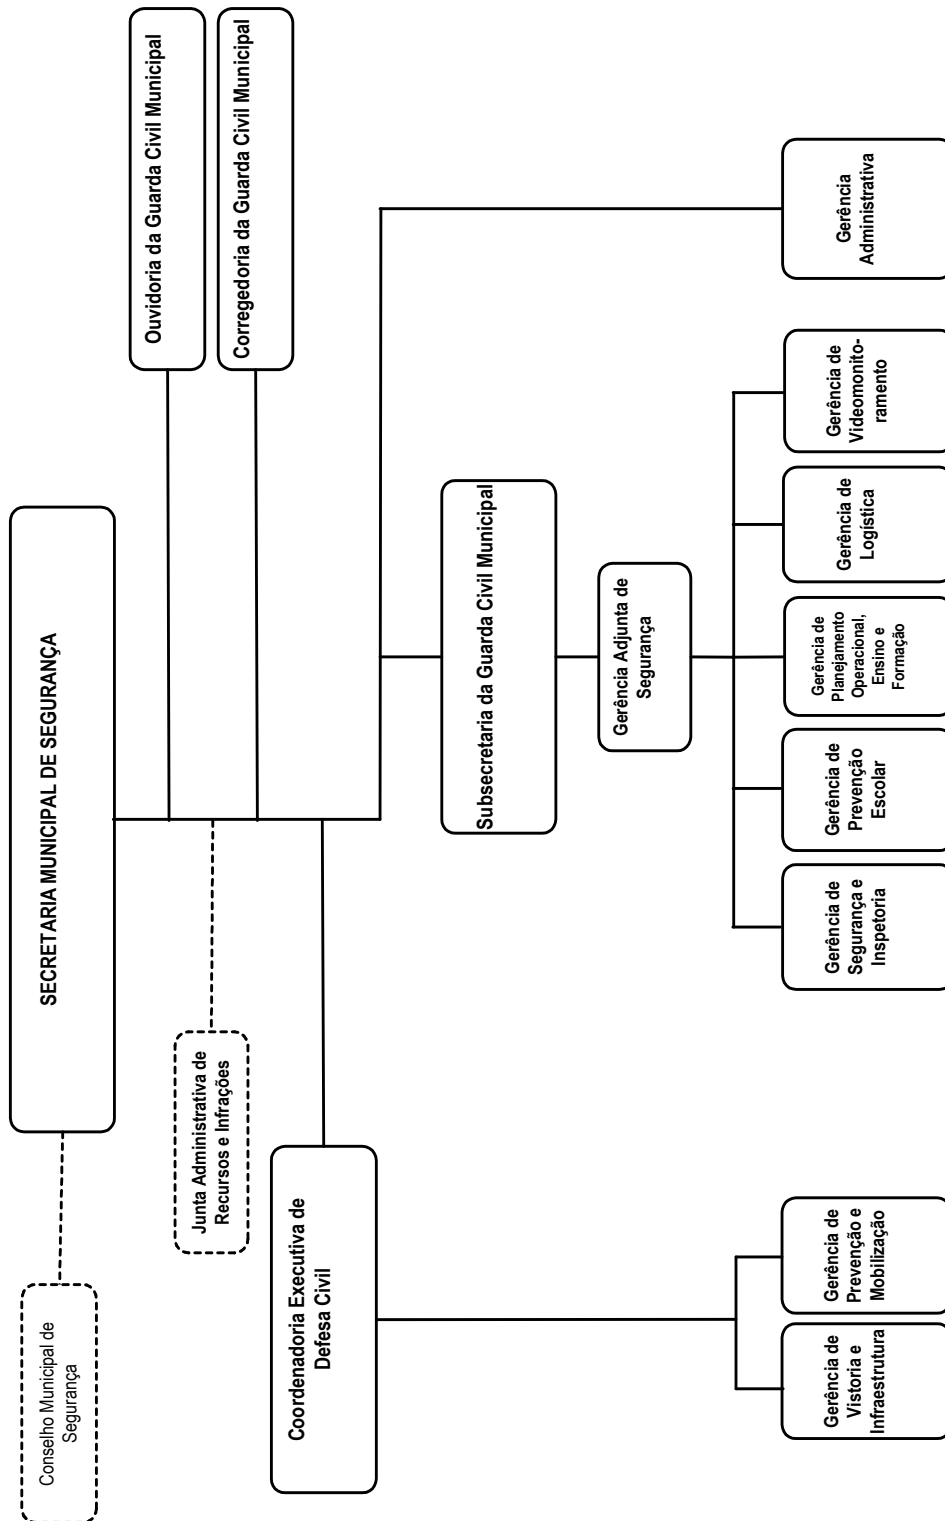 SECRETARIA MUNICIPAL DE SEGURANÇA
Conselho Municipal de
Segurança
Ouvidoria da Guarda Civil Municipal
Junta Administrativa de
Recursos e Infrações
Corregedoria da Guarda Civil Municipal
Coordenadoria Executiva de
Defesa Civil
Subsecretaria da Guarda Civil Municipal
Gerência Adjunta de
Segurança
Gerência de
Vistoria e
Infraestrutura
Gerência de
Prevenção e
Mobilização
Gerência de
Segurança e
Inspetoria
Gerência de
Prevenção
Escolar
Gerência de
Planejamento
Operacional,
Ensino e
Formação
Gerência de
Logística
Gerência de
Videomonito-
ramento
Gerência
Administrativa